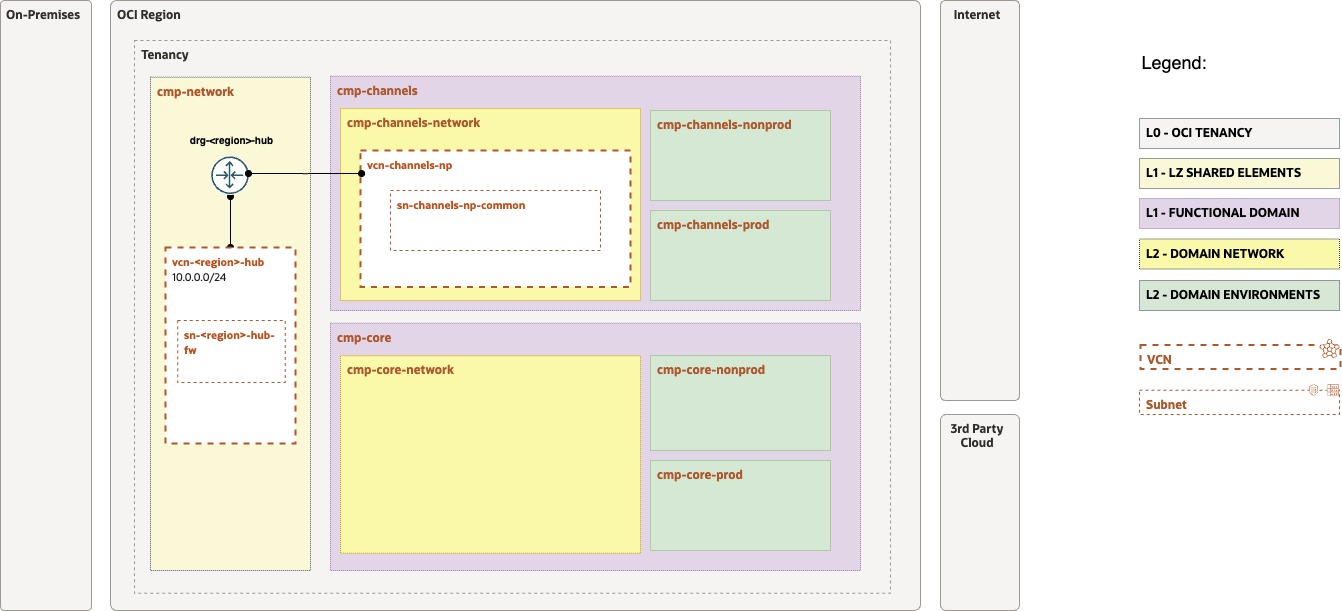 On-Premises
OCI Region
Tenancy
cmp-network
drg-<region>-hub
vcn-<region>-hub
10.0.0.0/24
sn-<region>-hub-
fw
cmp-channels
cmp-channels-network
vcn-channels-np
sn-channels-np-common
cmp-channels-nonprod
cmp-channels-prod
cmp-core
cmp-core-network
cmp-core-nonprod
cmp-core-prod
Internet
3rd Party
Cloud
Legend:
L0 - OCI TENANCY
L1 - LZ SHARED ELEMENTS
L1 - FUNCTIONAL DOMAIN
L2 - DOMAIN NETWORK
L2 - DOMAIN ENVIRONMENTS
VCN
Subnet